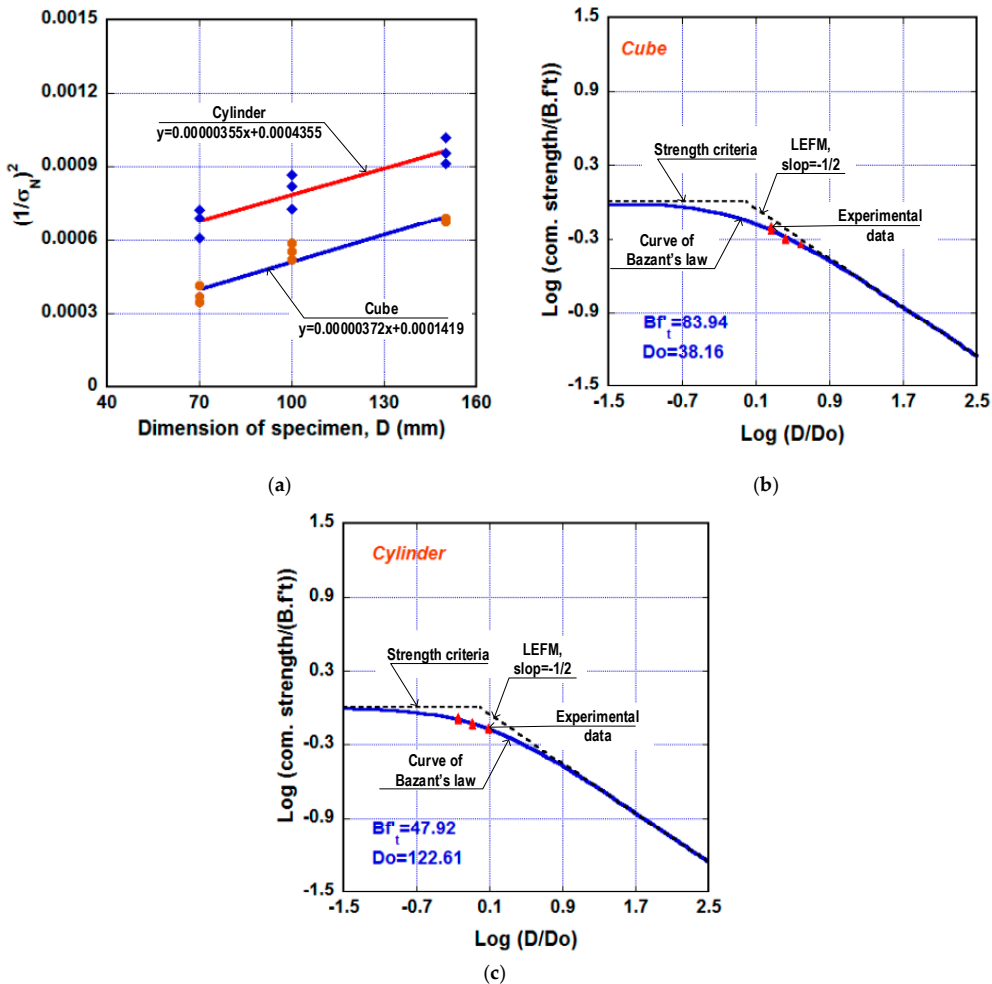 0.0015
0.0012
0.0009
0.0006
0.0003
0
(1/σN)²
Cylinder
y=0.00000355x+0.0004355
Cube
y=0.00000372x+0.0001419
40
70
100
130
160
Dimension of specimen, D (mm)
(a)
1.5
0.9
0.3
-0.3
-0.9
-1.5
Log (com. strength/(B.f't))
Cube
Strength criteria
LEFM,
slop=-1/2
Experimental
data
Curve of
Bazant's law
Bf't=83.94
Do=38.16
-1.5
-0.7
0.1
0.9
1.7
2.5
Log (D/Do)
(b)
1.5
0.9
0.3
-0.3
-0.9
-1.5
Log (com. strength/(B.f't))
Cylinder
Strength criteria
LEFM,
slop=-1/2
Experimental
data
Curve of
Bazant's law
Bf't=47.92
Do=122.61
-1.5
-0.7
0.1
0.9
1.7
2.5
Log (D/Do)
(c)